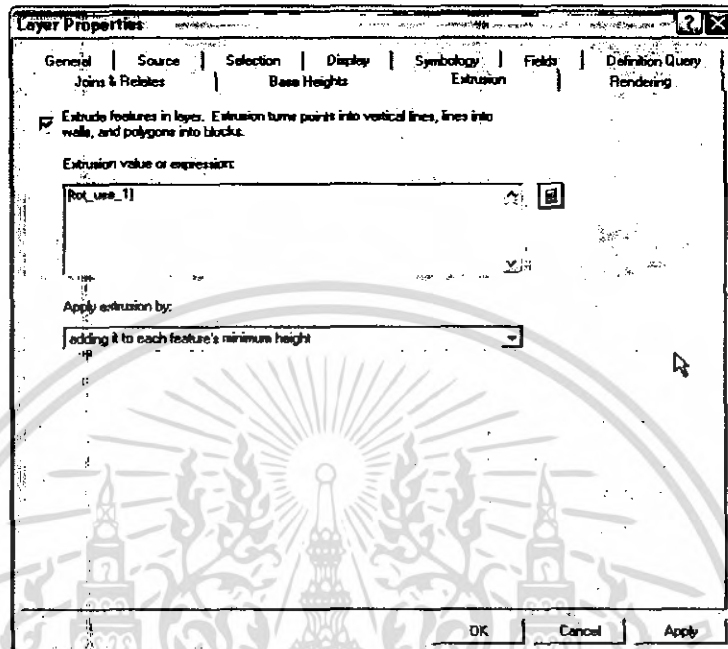 Layer Properties
General Source Selection Display Symbology Fields Definition Query
Joins & Relates Base Heights Extrusion Rendering
Extrude features in layer. Extrusion turns points into vertical lines, lines into
walls, and polygons into blocks.
Extrusion value or expression:
[lot_use_1]
Apply extrusion by:
adding it to each feature's minimum height
OK Cancel Apply